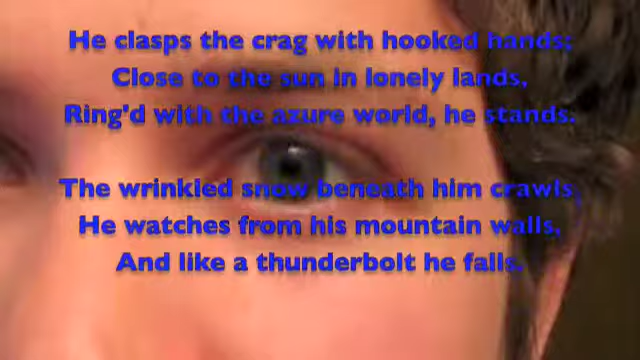 He clasps the crag with hooked hands;
Close to the sun in lonely lands,
Ring'd with the azure world, he stands.
The wrinkled snow beneath him crawls;
He watches from his mountain walls,
And like a thunderbolt he falls.